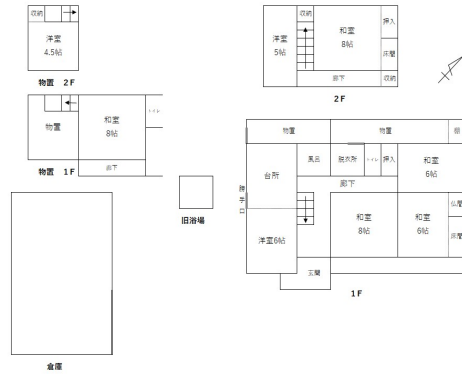 収納
洋室
4.5帖
物置 2F
物置
和室
8帖
トイレ
廊下
物置 1F
旧浴場
倉庫
収納
洋室
5帖
和室
8帖
押入
床間
廊下
収納
2F
物置
物置
棚
台所
風呂
脱衣所
トイレ
押入
和室
6帖
廊下
勝手口
洋室6帖
和室
8帖
和室
6帖
仏間
床間
玄関
1F